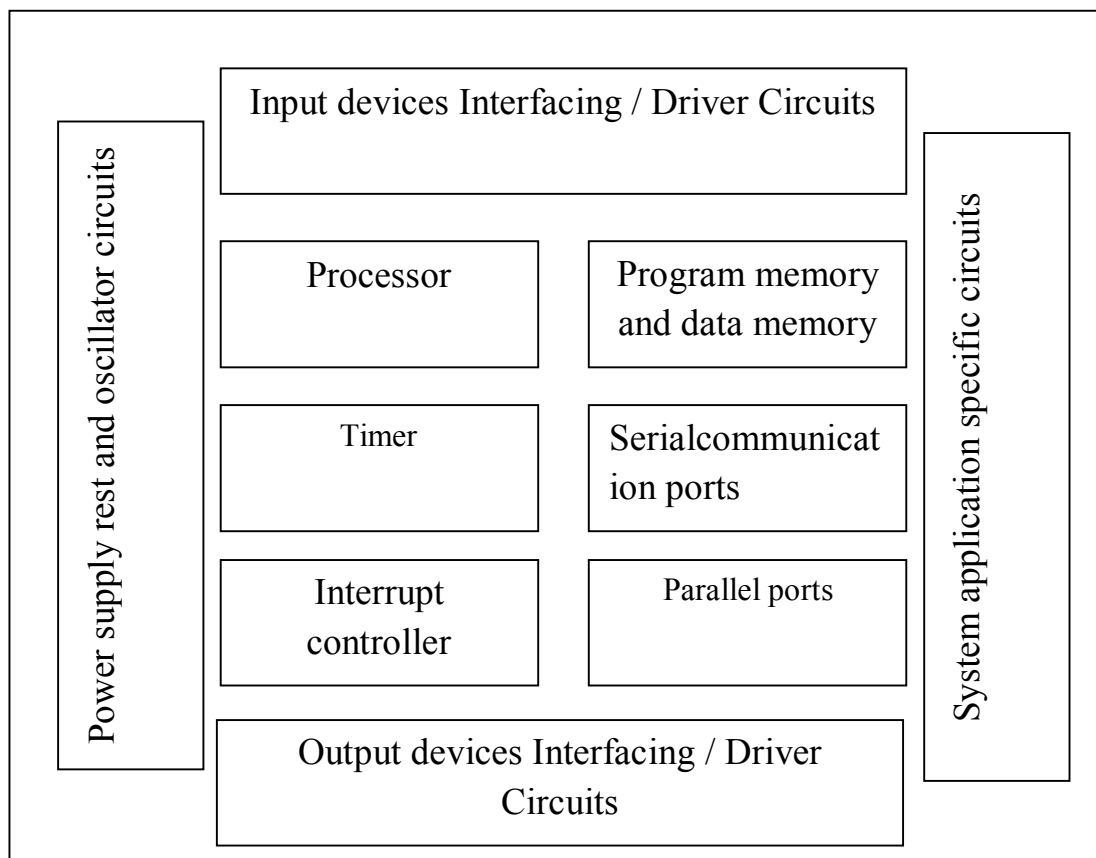 Input devices Interfacing / Driver Circuits
Power supply rest and oscillator circuits
System application specific circuits
Processor
Program memory
and data memory
Timer
Serialcommunicat
ion ports
Interrupt
controller
Parallel ports
Output devices Interfacing / Driver
Circuits